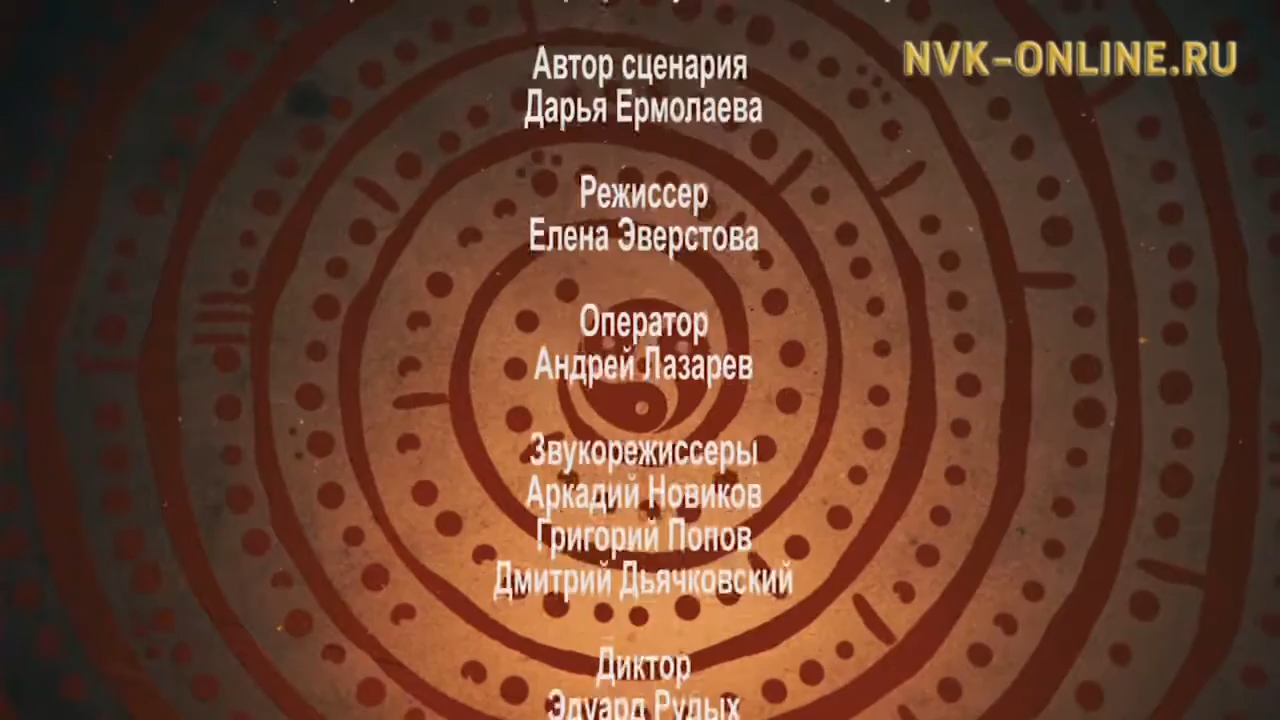 NVK-ONLINE.RU
Автор сценария
Дарья Ермолаева
Режиссер
Елена Эверстова
Оператор
Андрей Лазарев
Звукорежиссеры
Аркадий Новиков
Григорий Попов
Дмитрий Дьячковский
Диктор
Эдуард Рудых